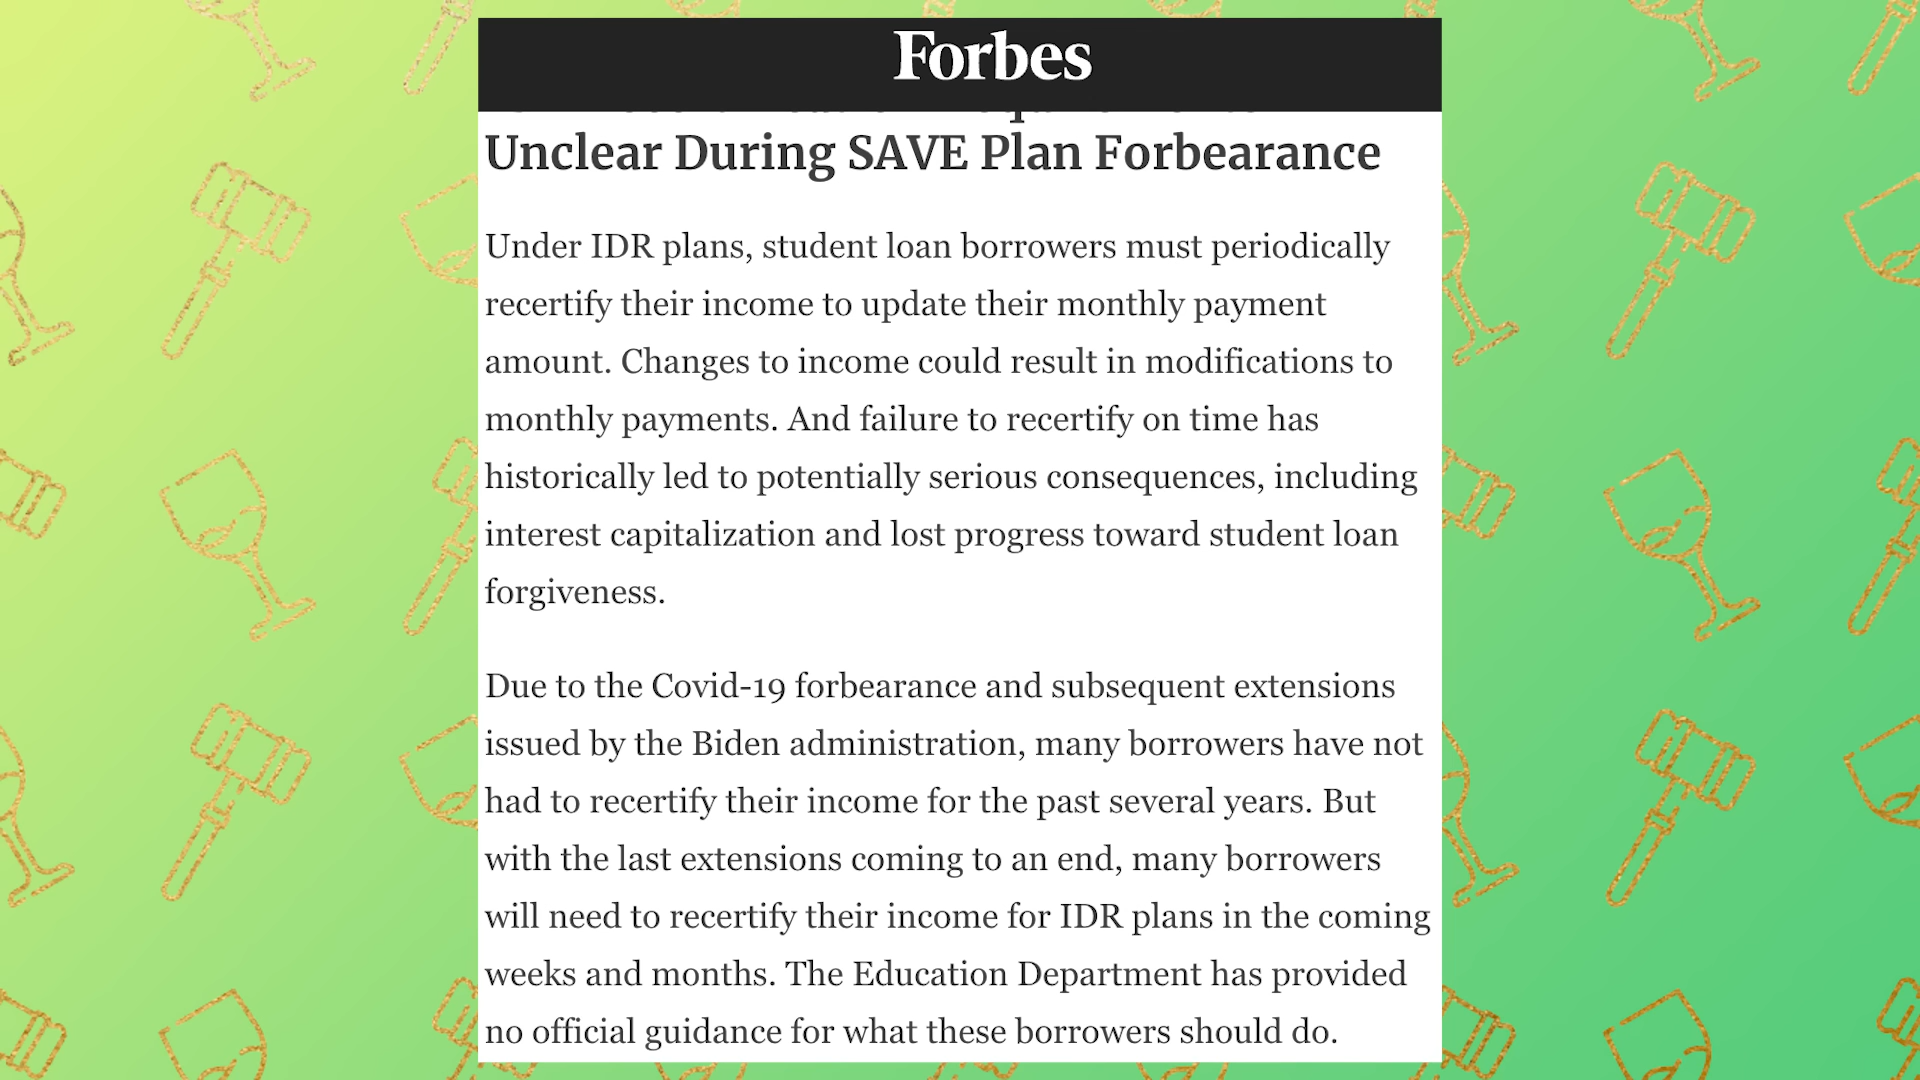 Forbes
Unclear During SAVE Plan Forbearance
Under IDR plans, student loan borrowers must periodically
recertify their income to update their monthly payment
amount. Changes to income could result in modifications to
monthly payments. And failure to recertify on time has
historically led to potentially serious consequences, including
interest capitalization and lost progress toward student loan
forgiveness.
Due to the Covid-19 forbearance and subsequent extensions
issued by the Biden administration, many borrowers have not
had to recertify their income for the past several years. But
with the last extensions coming to an end, many borrowers
will need to recertify their income for IDR plans in the coming
weeks and months. The Education Department has provided
no official guidance for what these borrowers should do.